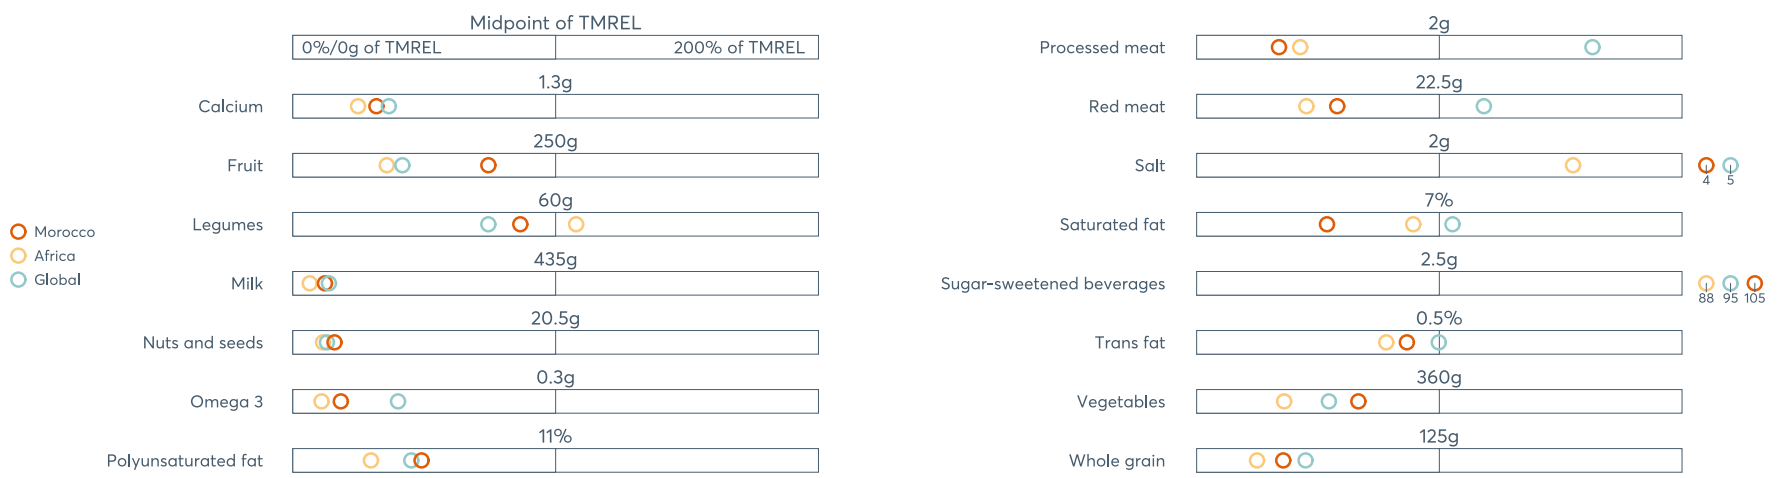 Midpoint of TMREL
0%/0g of TMREL 200% of TMREL
1.3g
Calcium
250g
Fruit
60g
Legumes
435g
Milk
20.5g
Nuts and seeds
0.3g
Omega 3
11%
Polyunsaturated fat
Morocco
Africa
Global
2g
Processed meat
22.5g
Red meat
2g
Salt
4 5
7%
Saturated fat
2.5g
Sugar-sweetened beverages
88 95 105
0.5%
Trans fat
360g
Vegetables
125g
Whole grain